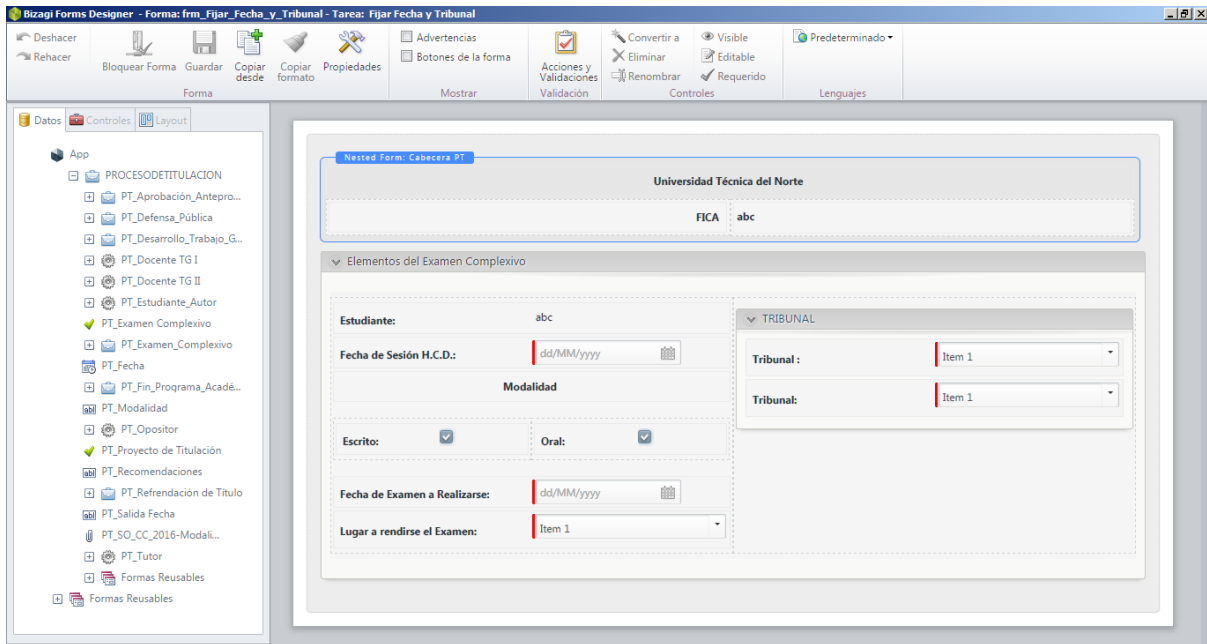 Bizagi Forms Designer - Forma: frm_Fijar_Fecha_y_Tribunal - Tarea: Fijar Fecha y Tribunal
Deshacer
Rehacer
Bloquear Forma
Guardar
Copiar desde
Copiar formato
Propiedades
Forma
Advertencias
Botones de la forma
Mostrar
Acciones y Validaciones
Validación
Convertir a
Eliminar
Renombrar
Visible
Editable
Requerido
Controles
Predeterminado
Lenguajes
Datos Controles Layout
App
PROCESODETITULACION
PT_Aprobación_Antepro...
PT_Defensa_Pública
PT_Desarrollo_Trabajo_G...
PT_Docente TG I
PT_Docente TG II
PT_Estudiante_Autor
PT_Examen Complexivo
PT_Examen_Complexivo
PT_Fecha
PT_Fin_Programa_Acadé...
PT_Modalidad
PT_Opositor
PT_Proyecto de Titulación
PT_Recomendaciones
PT_Refrendación de Título
PT_Salida Fecha
PT_SO_CC_2016-Modali...
PT_Tutor
Formas Reusables
Formas Reusables
Nested Form: Cabecera PT
Universidad Técnica del Norte
FICA abc
Elementos del Examen Complexivo
Estudiante: abc
Fecha de Sesión H.C.D.: dd/MM/yyyy
Modalidad
Escrito: Oral:
Fecha de Examen a Realizarse: dd/MM/yyyy
Lugar a rendirse el Examen: Item 1
TRIBUNAL
Tribunal : Item 1
Tribunal: Item 1